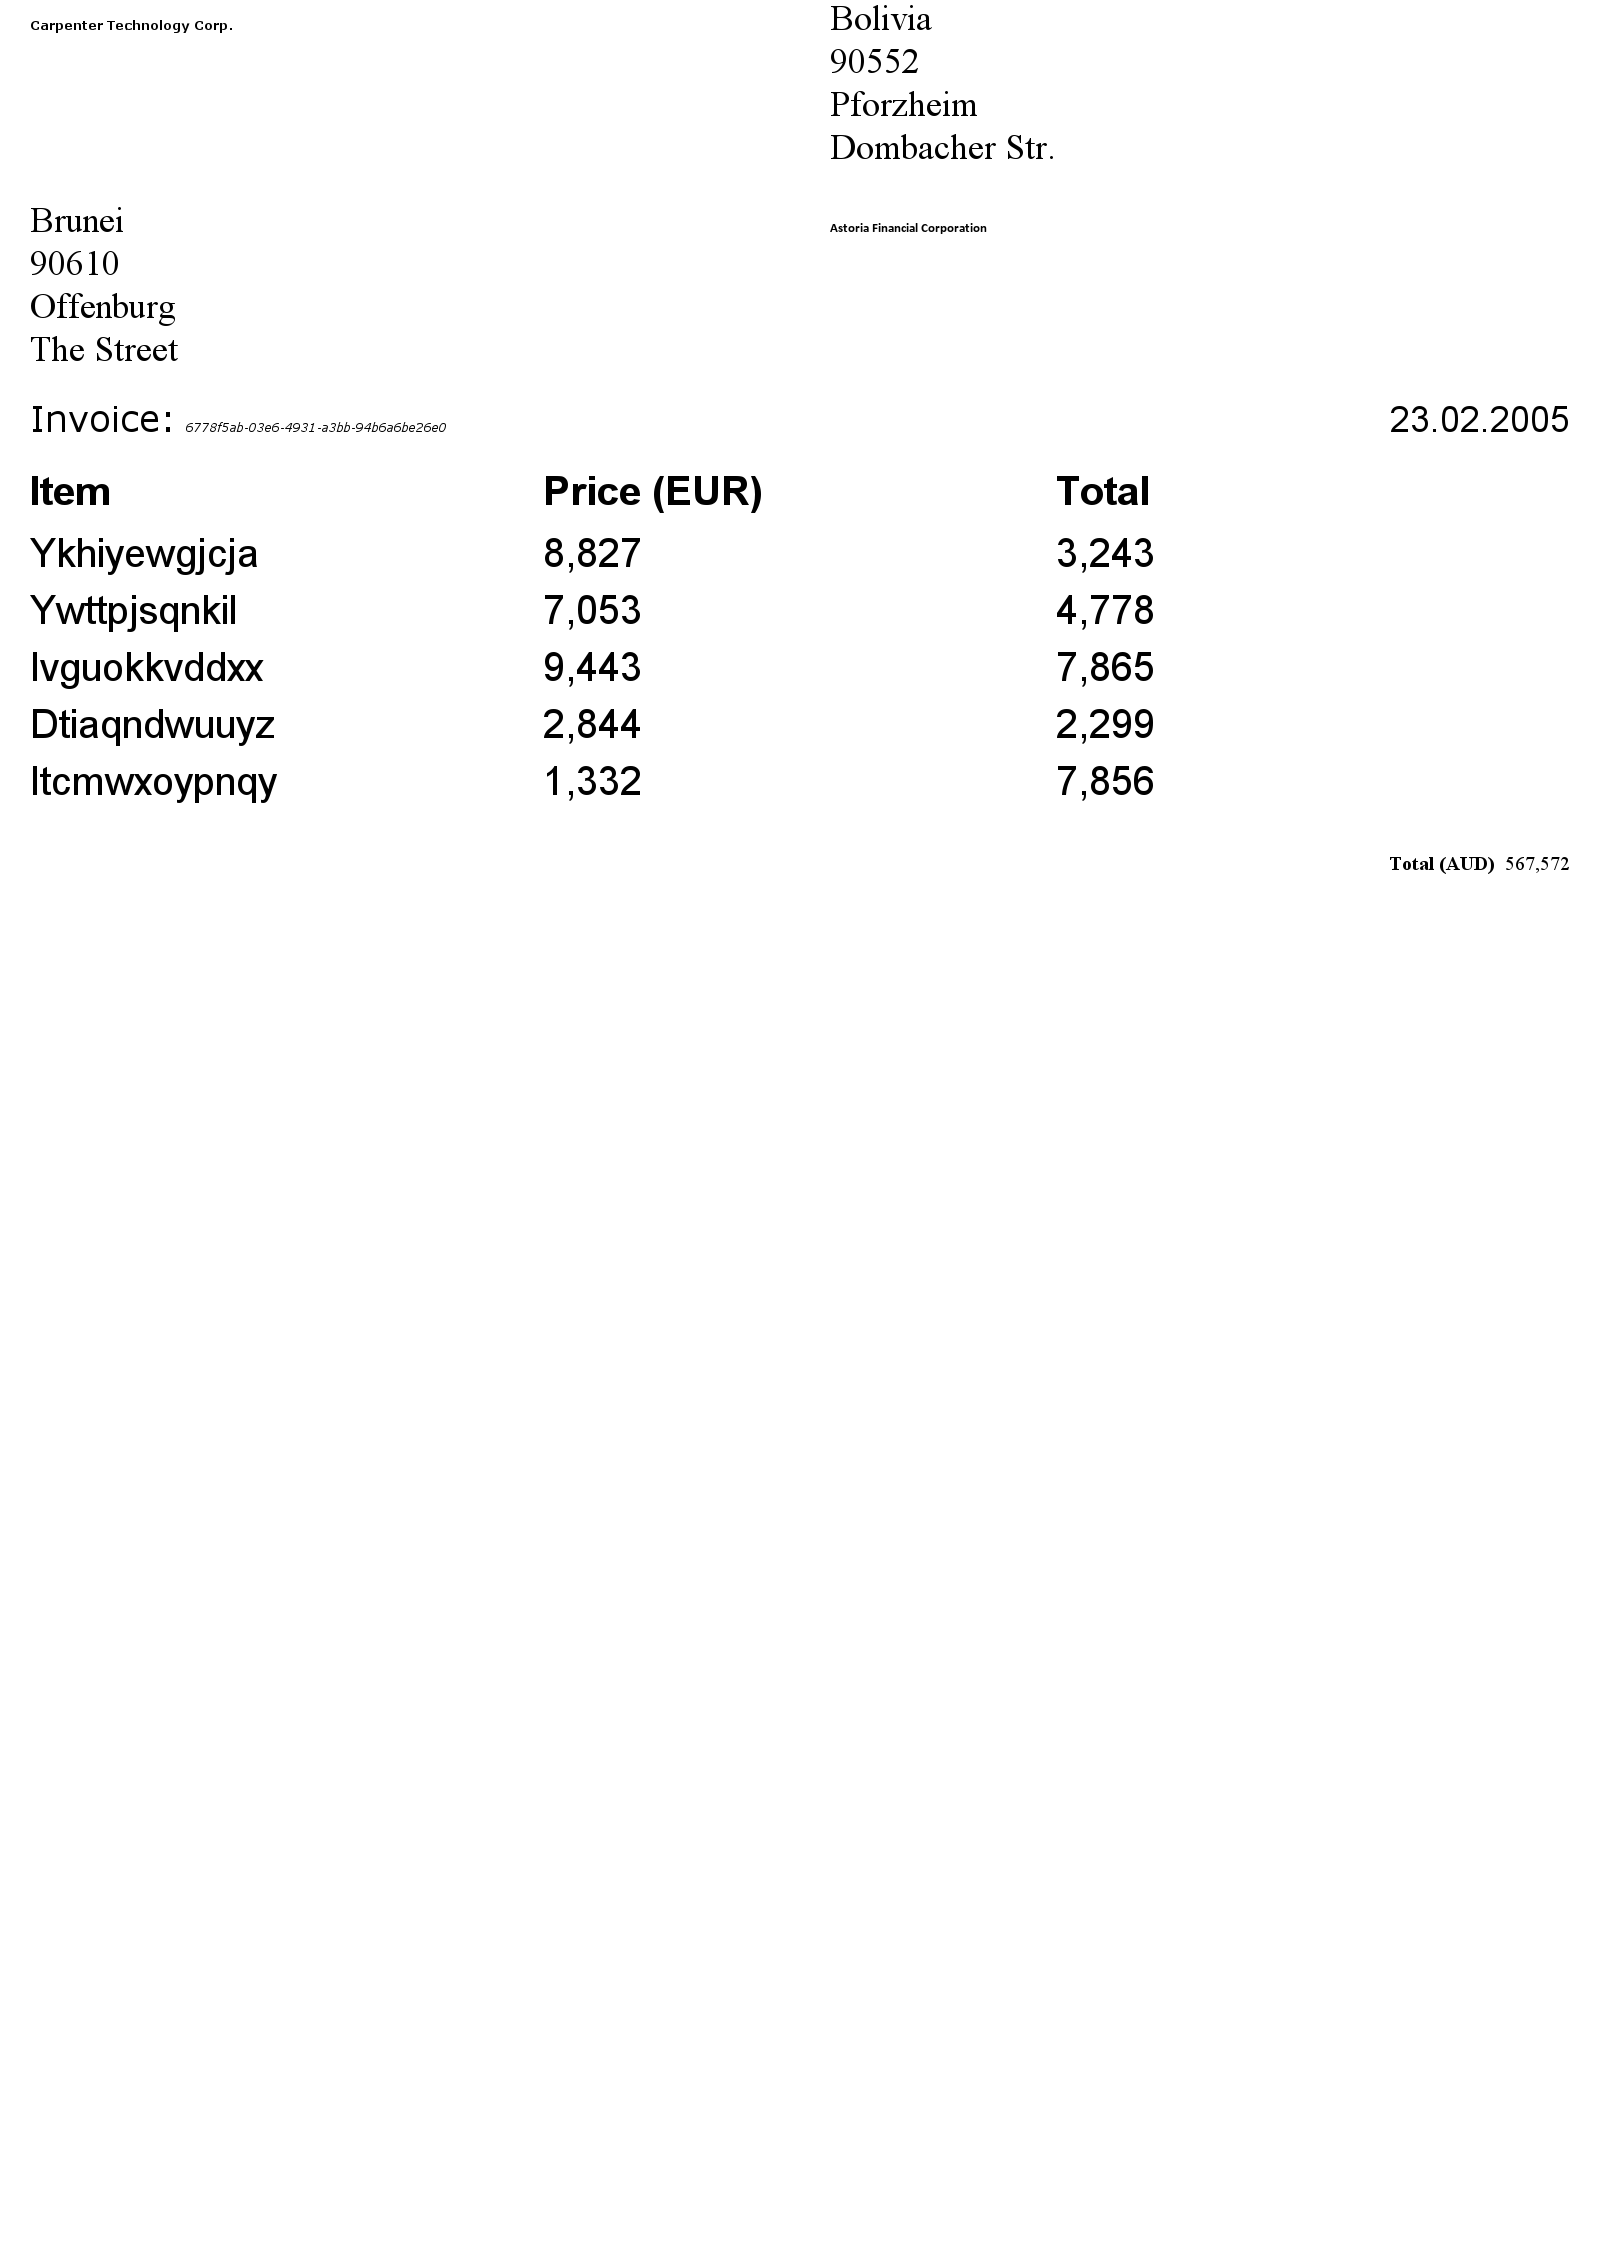 Carpenter Technology Corp.
Bolivia
90552
Pforzheim
Dombacher Str.
Brunei
90610
Offenburg
The Street
Astoria Financial Corporation
Invoice: 6778f5ab-03e6-4931-a3bb-94b6a6be26e0 23.02.2005
Item Price (EUR) Total
Ykhiyewgjcja 8,827 3,243
Ywttpjsqnkil 7,053 4,778
Ivguokkvddxx 9,443 7,865
Dtiaqndwuuyz 2,844 2,299
Itcmwxoypnqy 1,332 7,856
Total (AUD) 567,572